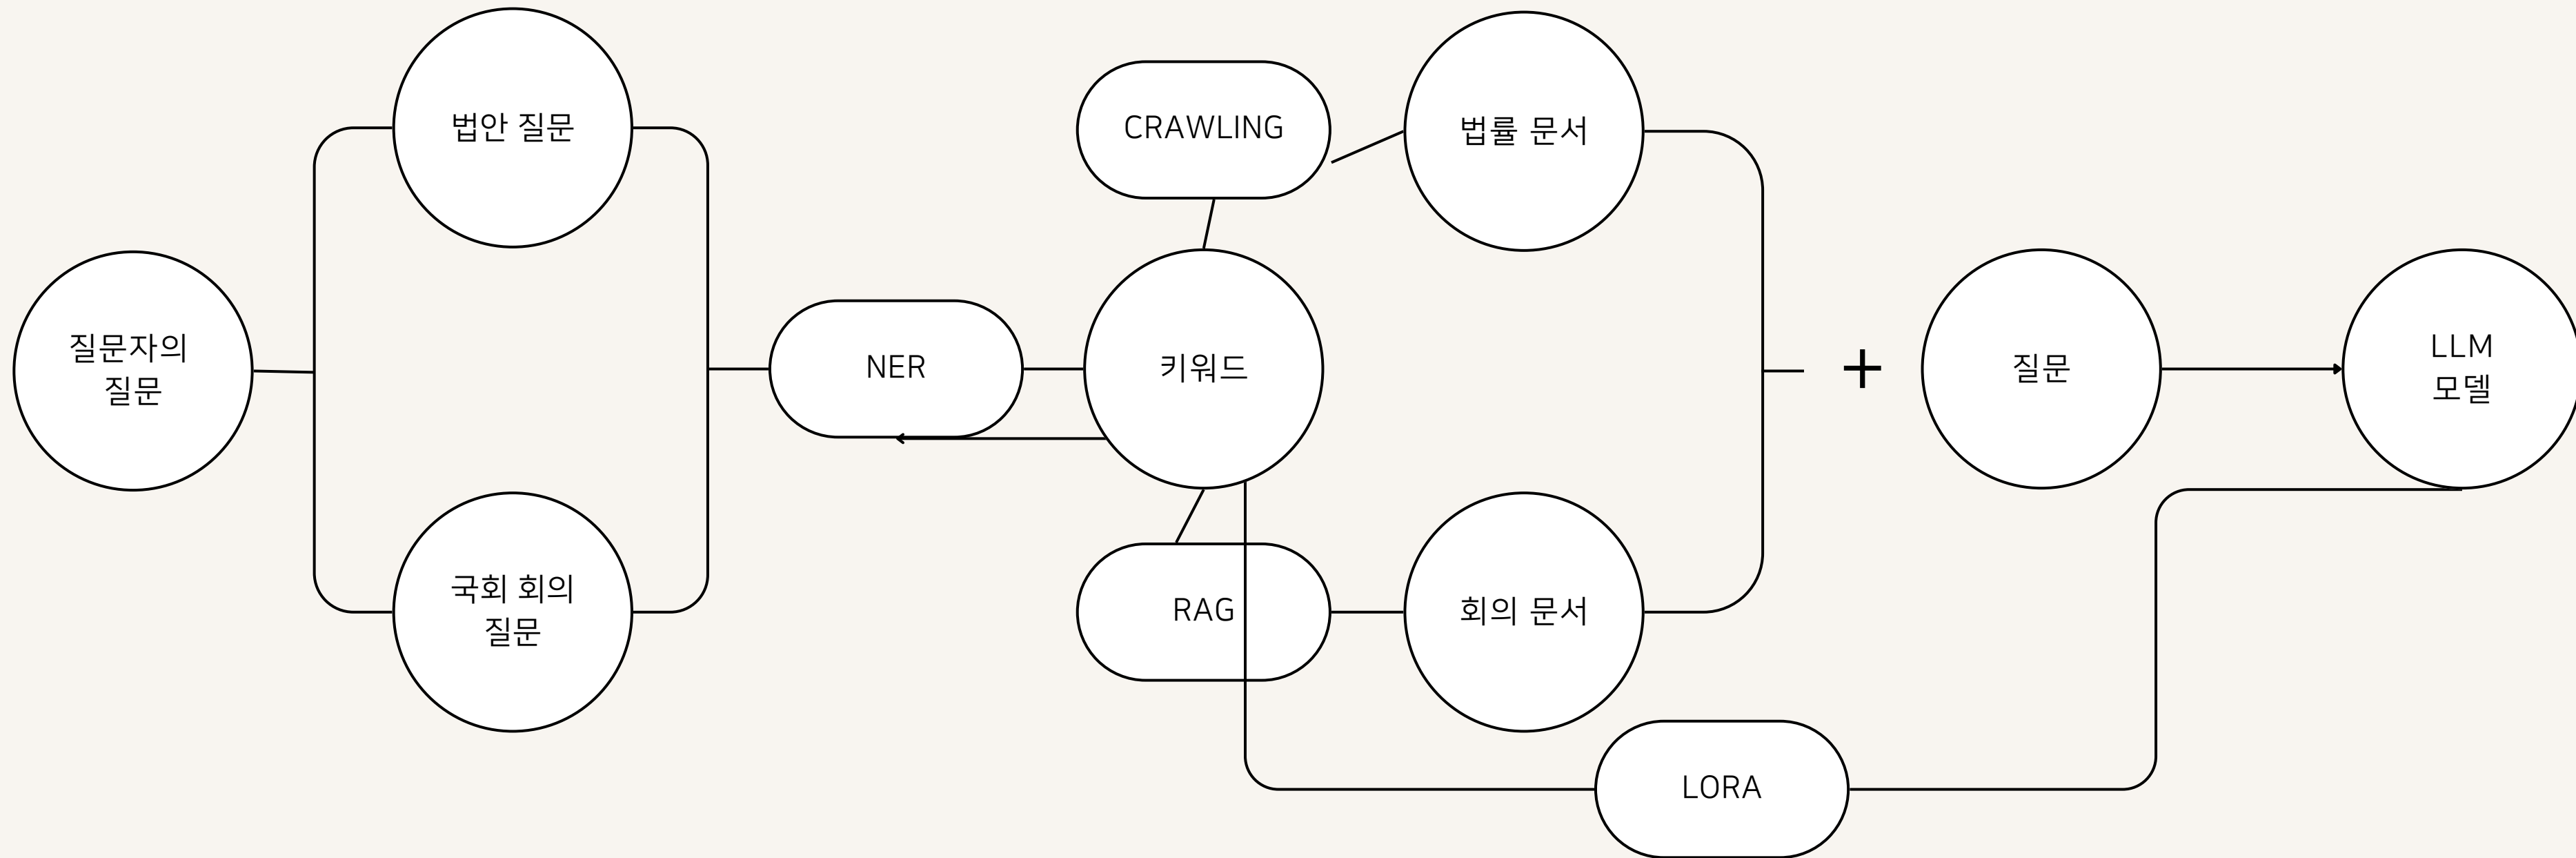 질문자의
질문
법안 질문
국회 회의
질문
NER
CRAWLING
키워드
RAG
법률 문서
회의 문서
+
질문
LLM
모델
LORA